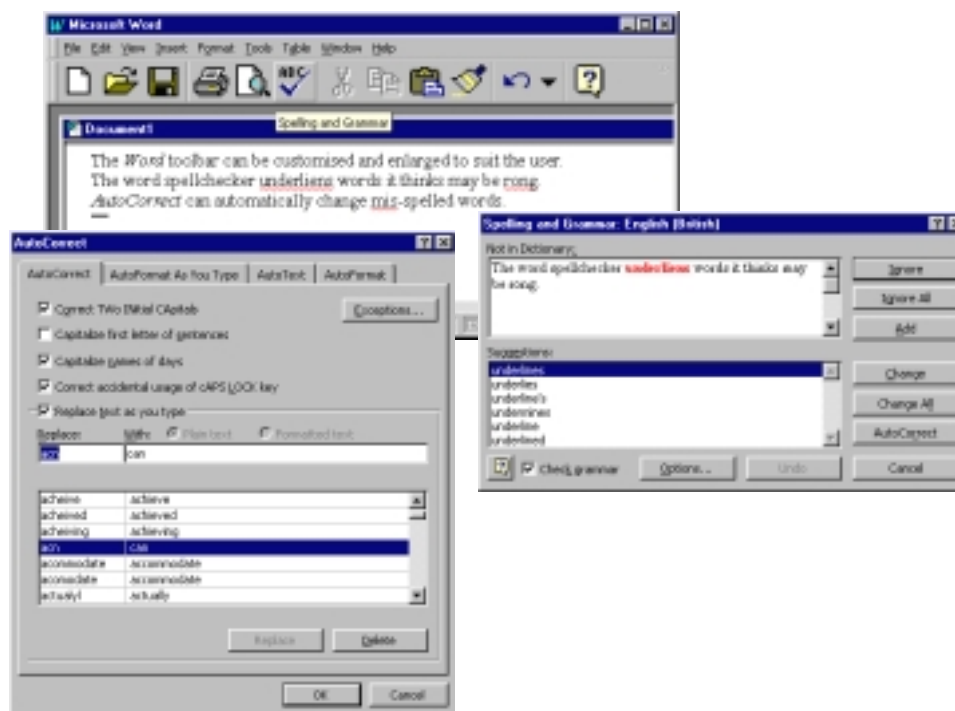 Microsoft Word
File Edit View Insert Format Tools Table Window Help
ABC
Spelling and Grammar
Document1
The Word toolbar can be customised and enlarged to suit the user.
The word spellchecker underliens words it thinks may be rong.
AutoCorrect can automatically change mis-spelled words.
AutoCorrect
AutoCorrect AutoFormat As You Type AutoText AutoFormat
Correct TWo INitial CApitals
Exceptions...
Capitalize first letter of sentences
Capitalize names of days
Correct accidental usage of cAPS LOCK key
Replace text as you type
Replace: With: Plain text Formatted text
acn can
acheive achieve
acheived achieved
acheiving achieving
acn can
acommodate accommodate
acomodate accommodate
actualyl actually
Replace Delete
OK Cancel
Spelling and Grammar: English (British)
Not in Dictionary:
The word spellchecker underliens words it thinks may
be rong.
Ignore
Ignore All
Add
Suggestions:
underlines
underlies
underline's
undermines
underline
underlined
Change
Change All
AutoCorrect
Check grammar Options... Undo Cancel